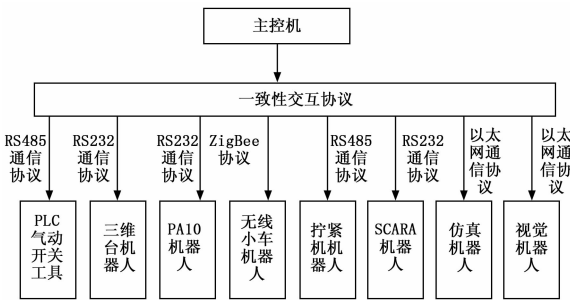 主控机
一致性交互协议
RS485
通信
协议
RS232
通信
协议
RS232
通信
协议
ZigBee
协议
RS485
通信
协议
RS232
通信
协议
以太
网通
信协
议
以太
网通
信协
议
PLC
气动
开关
工具
三维
台机
器人
PA10
机器
人
无线
小车
机器人
拧紧
机机
器人
SCARA
机器人
仿真
机器人
视觉
机器人